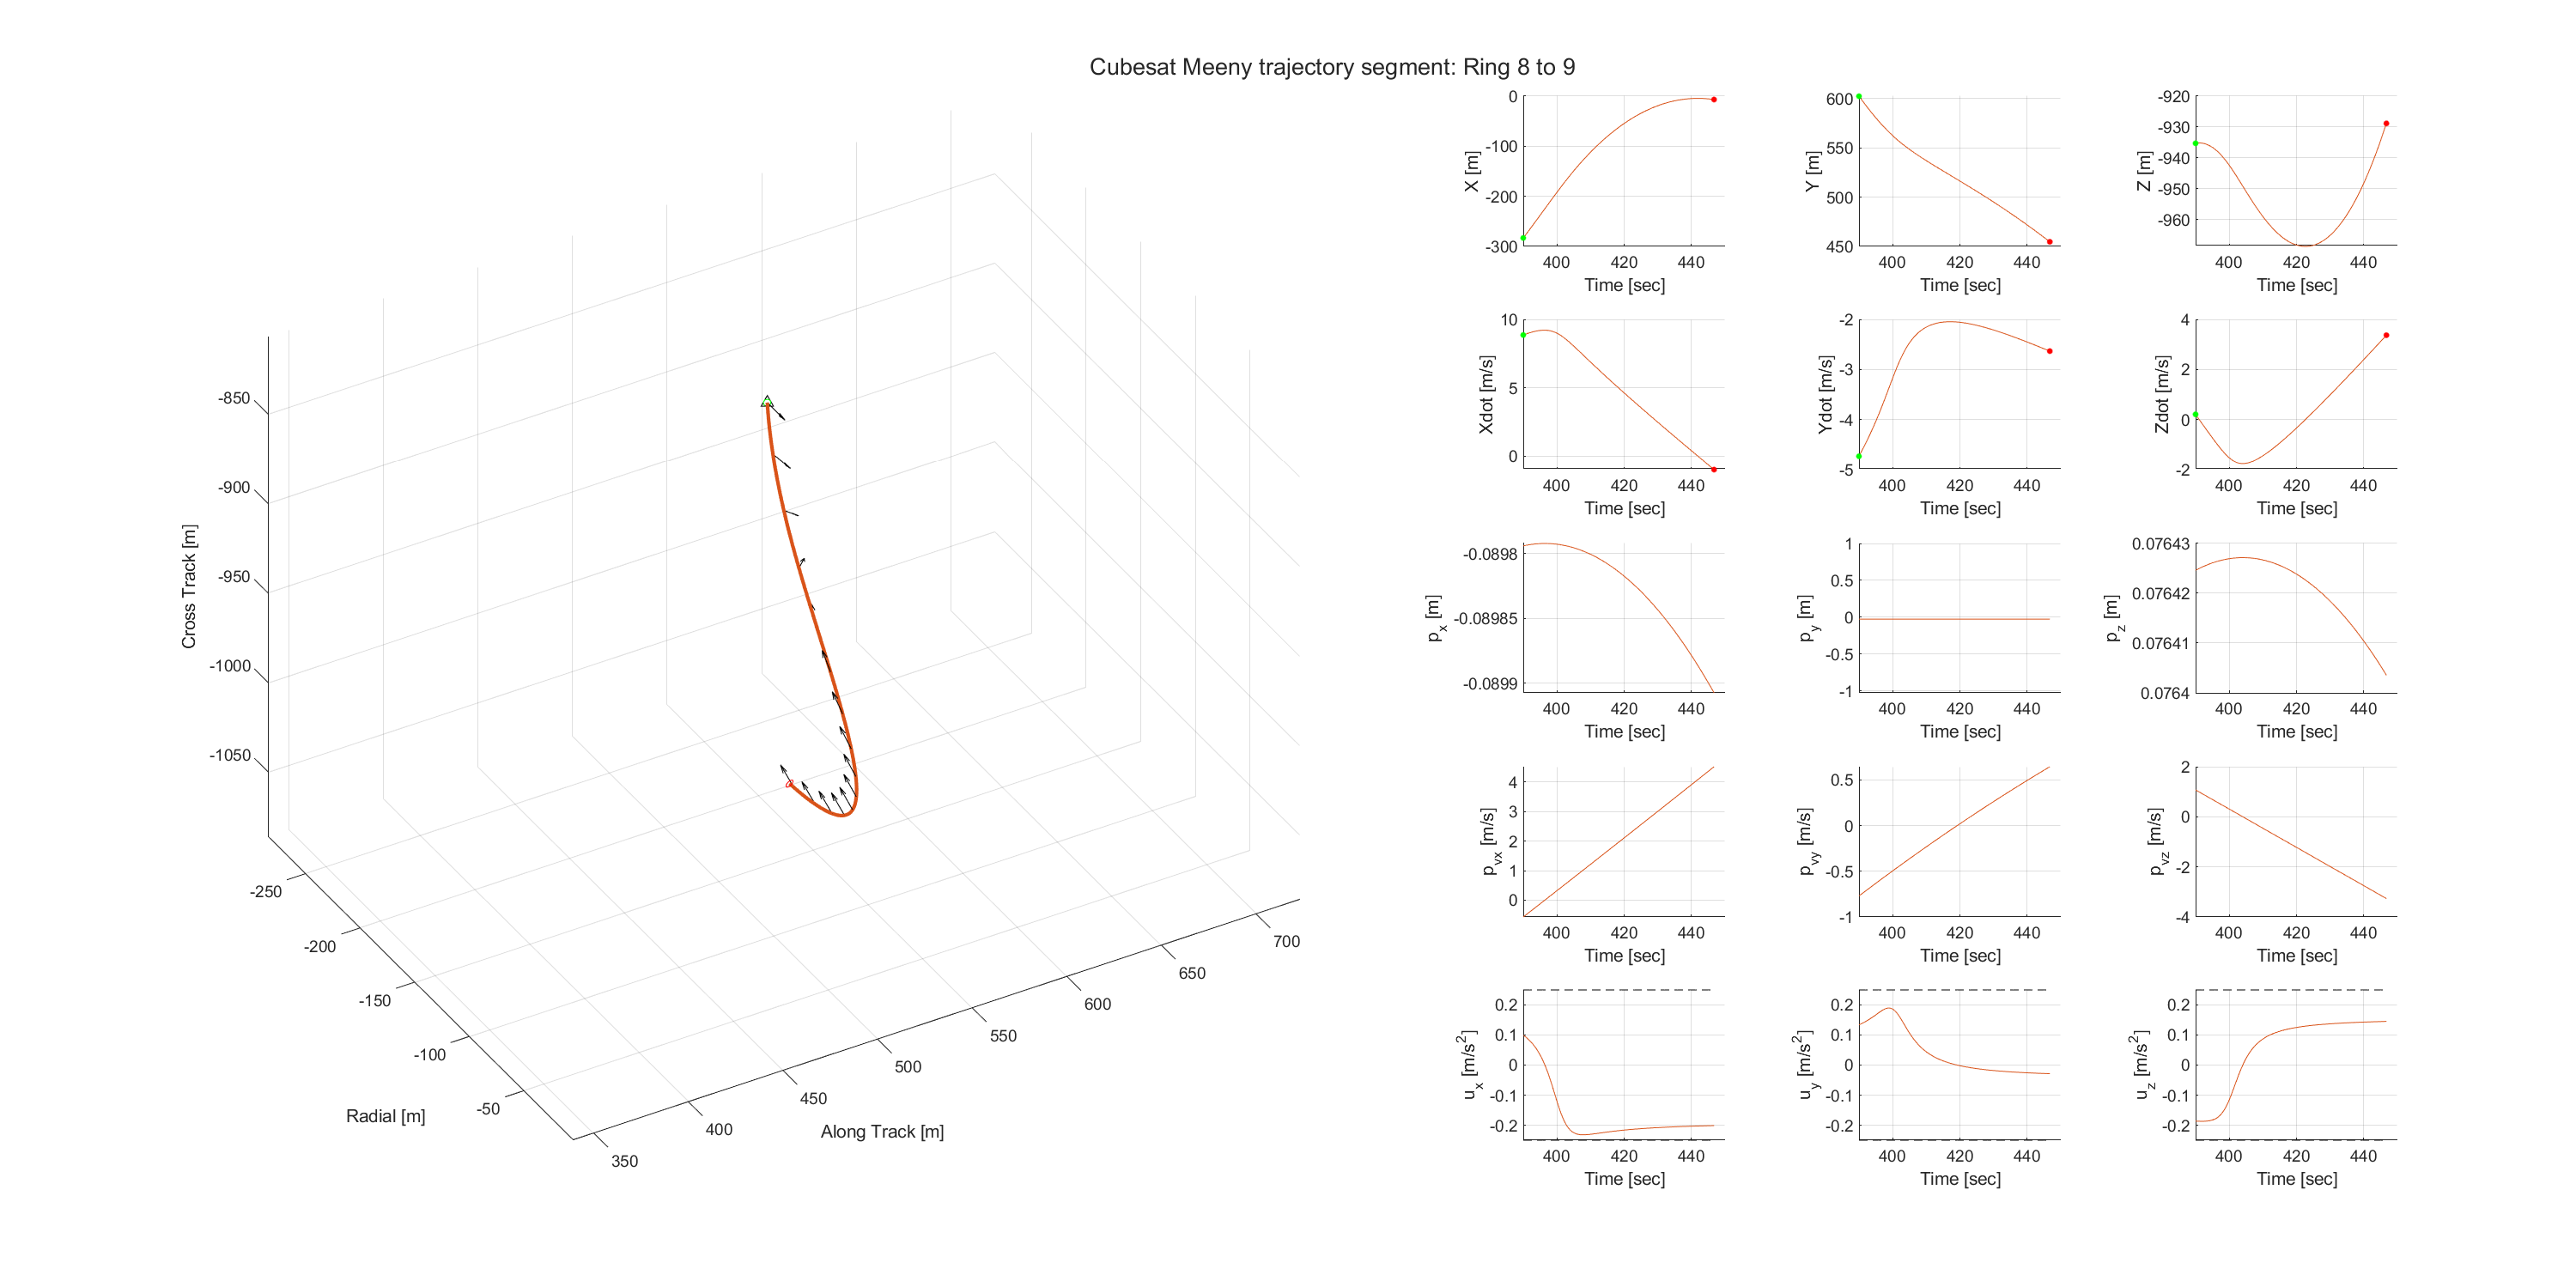 Cubesat Meeny trajectory segment: Ring 8 to 9
-850
-900
-950
-1000
-1050
Cross Track [m]
-250
-200
-150
-100
-50
Radial [m]
350
400
450
500
550
600
650
700
Along Track [m]
0
-100
-200
-300
X [m]
400 420 440
Time [sec]
600
550
500
450
Y [m]
400 420 440
Time [sec]
-920
-930
-940
-950
-960
Z [m]
400 420 440
Time [sec]
10
5
0
Xdot [m/s]
400 420 440
Time [sec]
-2
-3
-4
-5
Ydot [m/s]
400 420 440
Time [sec]
4
2
0
-2
Zdot [m/s]
400 420 440
Time [sec]
-0.0898
-0.08985
-0.0899
p_x [m]
400 420 440
Time [sec]
1
0.5
0
-0.5
-1
p_y [m]
400 420 440
Time [sec]
0.07643
0.07642
0.07641
0.0764
p_z [m]
400 420 440
Time [sec]
4
3
2
1
0
p_vx [m/s]
400 420 440
Time [sec]
0.5
0
-0.5
-1
p_vy [m/s]
400 420 440
Time [sec]
2
0
-2
-4
p_vz [m/s]
400 420 440
Time [sec]
0.2
0.1
0
-0.1
-0.2
u_x [m/s²]
400 420 440
Time [sec]
0.2
0.1
0
-0.1
-0.2
u_y [m/s²]
400 420 440
Time [sec]
0.2
0.1
0
-0.1
-0.2
u_z [m/s²]
400 420 440
Time [sec]